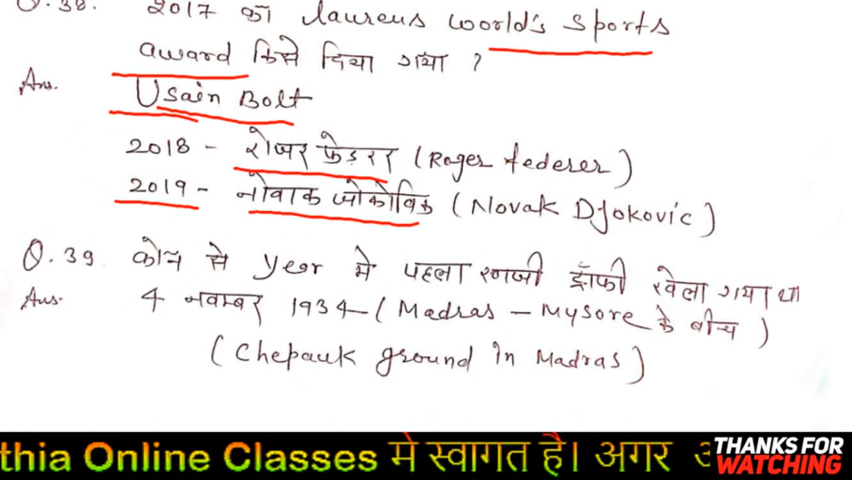 Q.38. 2017 का laureus world's sports
award किसे दिया गया ?
Ans. Usain Bolt
2018 - रोजर फेडरर (Roger federer)
2019 - नोवाक जोकोविक (Novak Djokovic)
Q.39. कौन से year मे पहला रणजी ट्रॉफी खेला गया था
Ans. 4 नवम्बर 1934 - (Madras - Mysore के बीच)
(Chepauk ground in Madras)
thia Online Classes मे स्वागत है। अगर
THANKS FOR
WATCHING